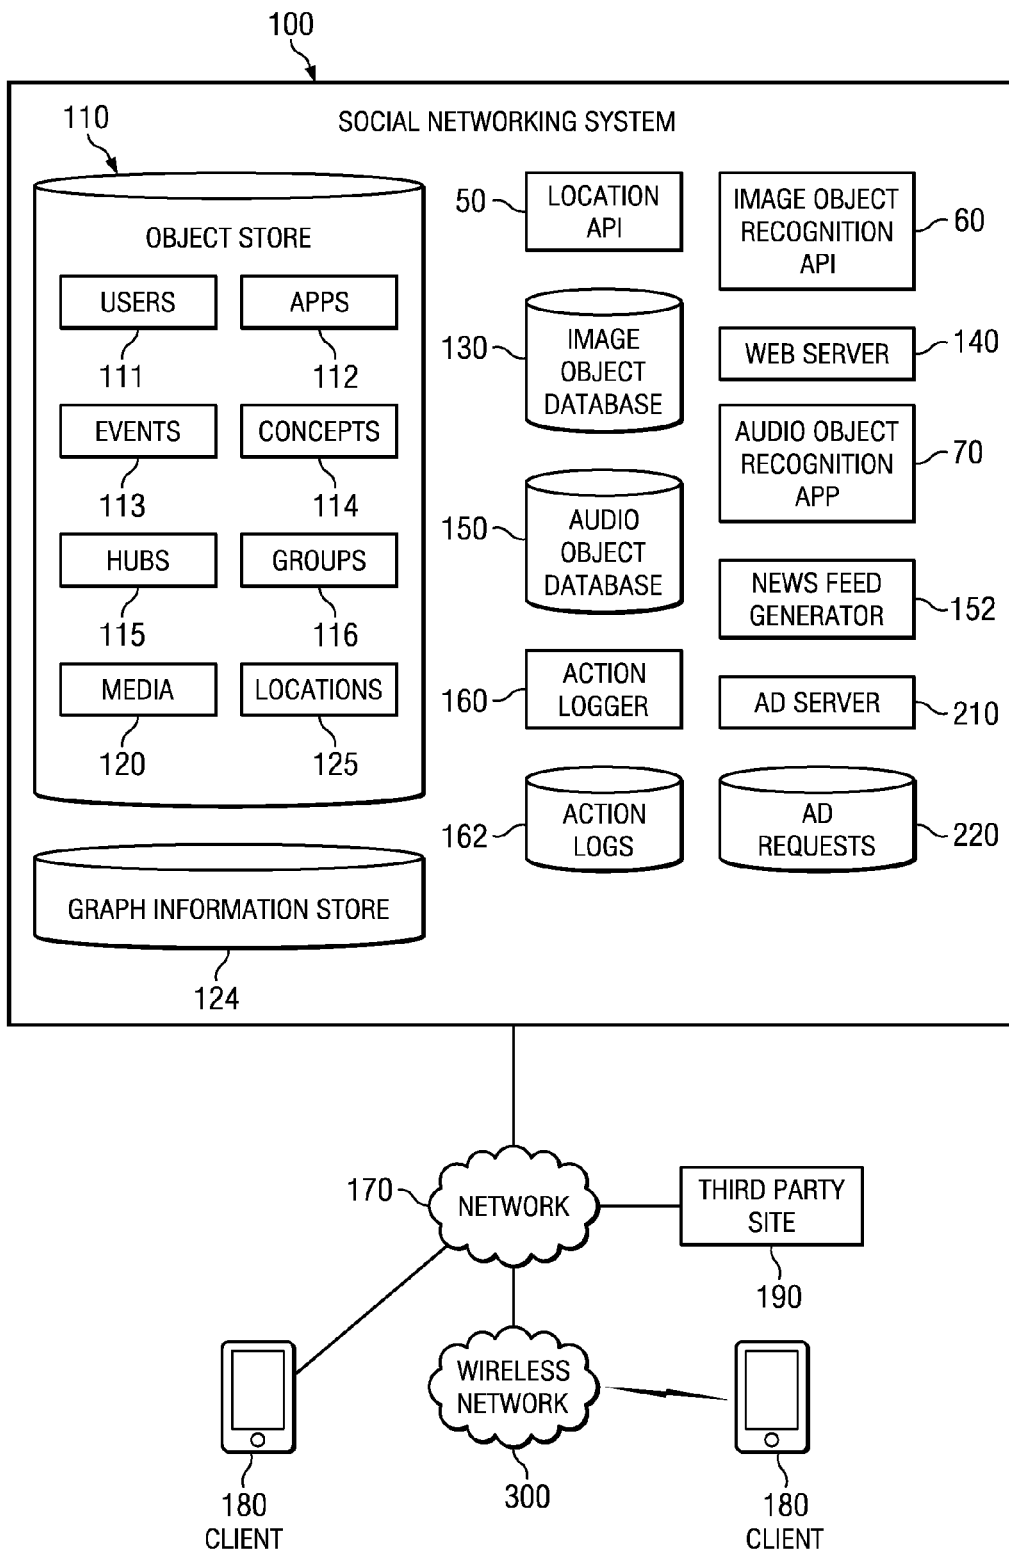 100
SOCIAL NETWORKING SYSTEM
110
OBJECT STORE
USERS
111
APPS
112
EVENTS
113
CONCEPTS
114
HUBS
115
GROUPS
116
MEDIA
120
LOCATIONS
125
GRAPH INFORMATION STORE
124
50
LOCATION
API
130
IMAGE
OBJECT
DATABASE
150
AUDIO
OBJECT
DATABASE
160
ACTION
LOGGER
162
ACTION
LOGS
IMAGE OBJECT
RECOGNITION
API
60
WEB SERVER
140
AUDIO OBJECT
RECOGNITION
APP
70
NEWS FEED
GENERATOR
152
AD SERVER
210
AD
REQUESTS
220
170
NETWORK
THIRD PARTY
SITE
190
WIRELESS
NETWORK
300
180
CLIENT
180
CLIENT